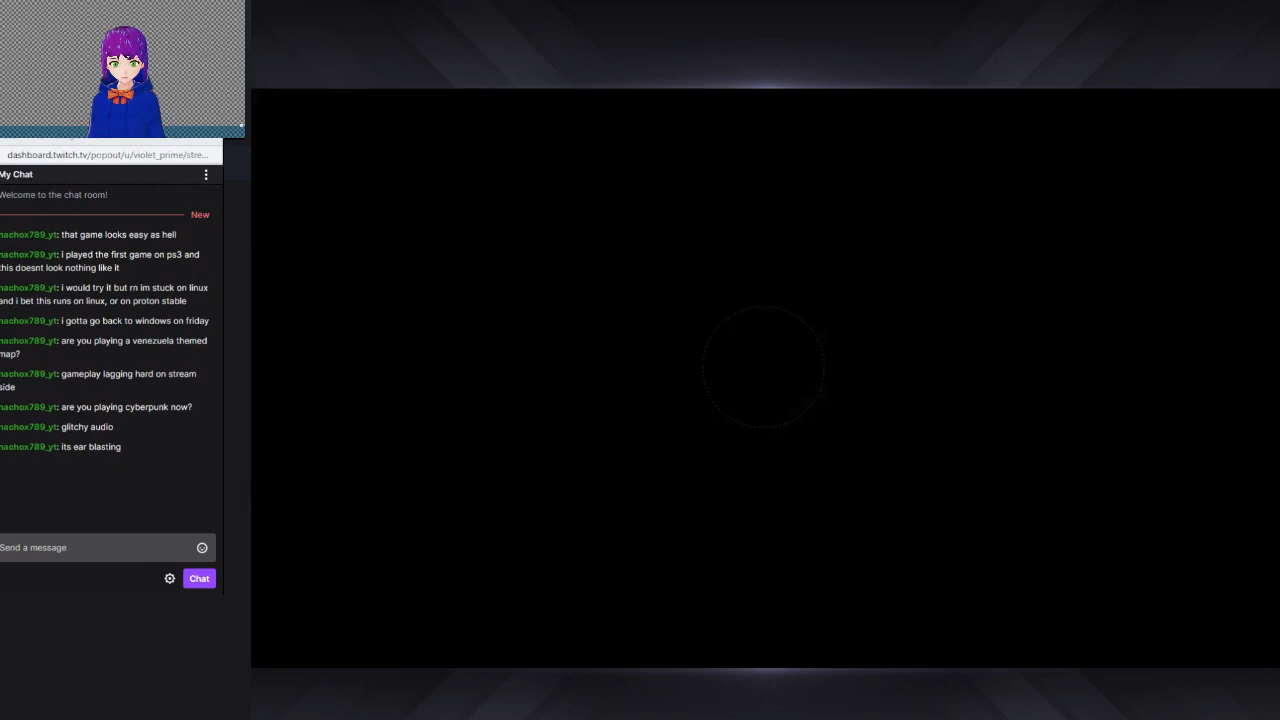 dashboard.twitch.tv/popout/u/violet_prime/stre...
My Chat
Welcome to the chat room!
New
nachox789_yt: that game looks easy as hell
nachox789_yt: i played the first game on ps3 and
this doesnt look nothing like it
nachox789_yt: i would try it but rn im stuck on linux
and i bet this runs on linux, or on proton stable
nachox789_yt: i gotta go back to windows on friday
nachox789_yt: are you playing a venezuela themed
map?
nachox789_yt: gameplay lagging hard on stream
side
nachox789_yt: are you playing cyberpunk now?
nachox789_yt: glitchy audio
nachox789_yt: its ear blasting
Send a message
Chat